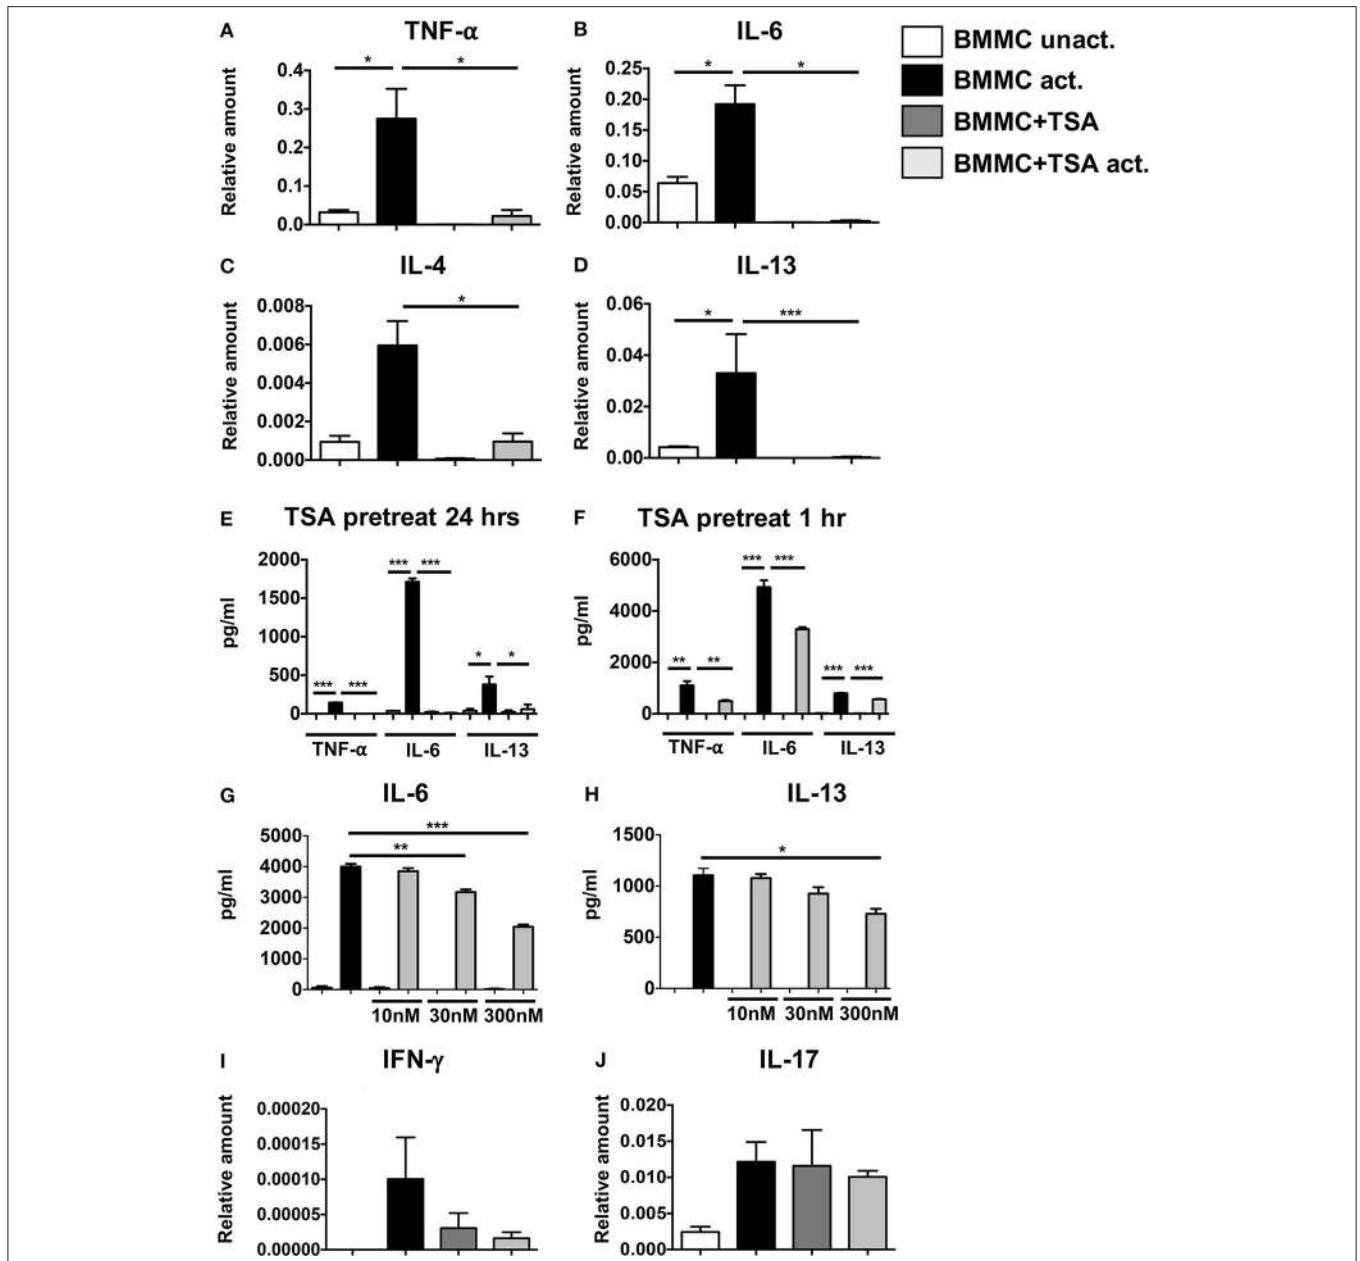 A TNF-α
* *
Relative amount
0.4
0.3
0.2
0.1
0.0
B IL-6
* *
Relative amount
0.25
0.20
0.15
0.10
0.05
0.00
BMMC unact.
BMMC act.
BMMC+TSA
BMMC+TSA act.
C IL-4
*
Relative amount
0.008
0.006
0.004
0.002
0.000
D IL-13
* ***
Relative amount
0.06
0.04
0.02
0.00
E TSA pretreat 24 hrs
pg/ml
2000
1500
1000
500
0
*** ***
*** ***
* *
TNF-α IL-6 IL-13
F TSA pretreat 1 hr
pg/ml
6000
4000
2000
0
*** ***
** **
*** ***
TNF-α IL-6 IL-13
G IL-6
***
**
pg/ml
5000
4000
3000
2000
1000
0
10nM 30nM 300nM
H IL-13
*
pg/ml
1500
1000
500
0
10nM 30nM 300nM
I IFN-γ
Relative amount
0.00020
0.00015
0.00010
0.00005
0.00000
J IL-17
Relative amount
0.020
0.015
0.010
0.005
0.000